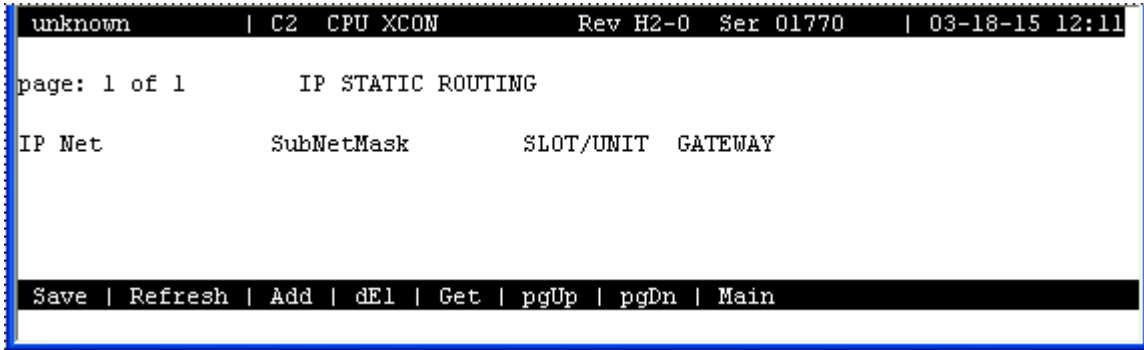 unknown | C2 CPU XCON Rev H2-0 Ser 01770 | 03-18-15 12:11
page: 1 of 1 IP STATIC ROUTING
IP Net SubNetMask SLOT/UNIT GATEWAY
Save | Refresh | Add | dEl | Get | pgUp | pgDn | Main